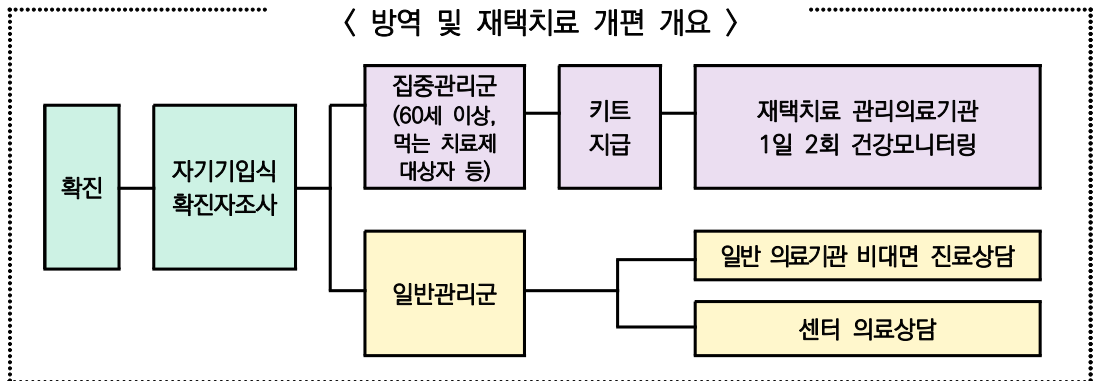 〈 방역 및 재택치료 개편 개요 〉
확진
자기기입식
확진자조사
집중관리군
(60세 이상,
먹는 치료제
대상자 등)
키트
지급
재택치료 관리의료기관
1일 2회 건강모니터링
일반관리군
일반 의료기관 비대면 진료상담
센터 의료상담